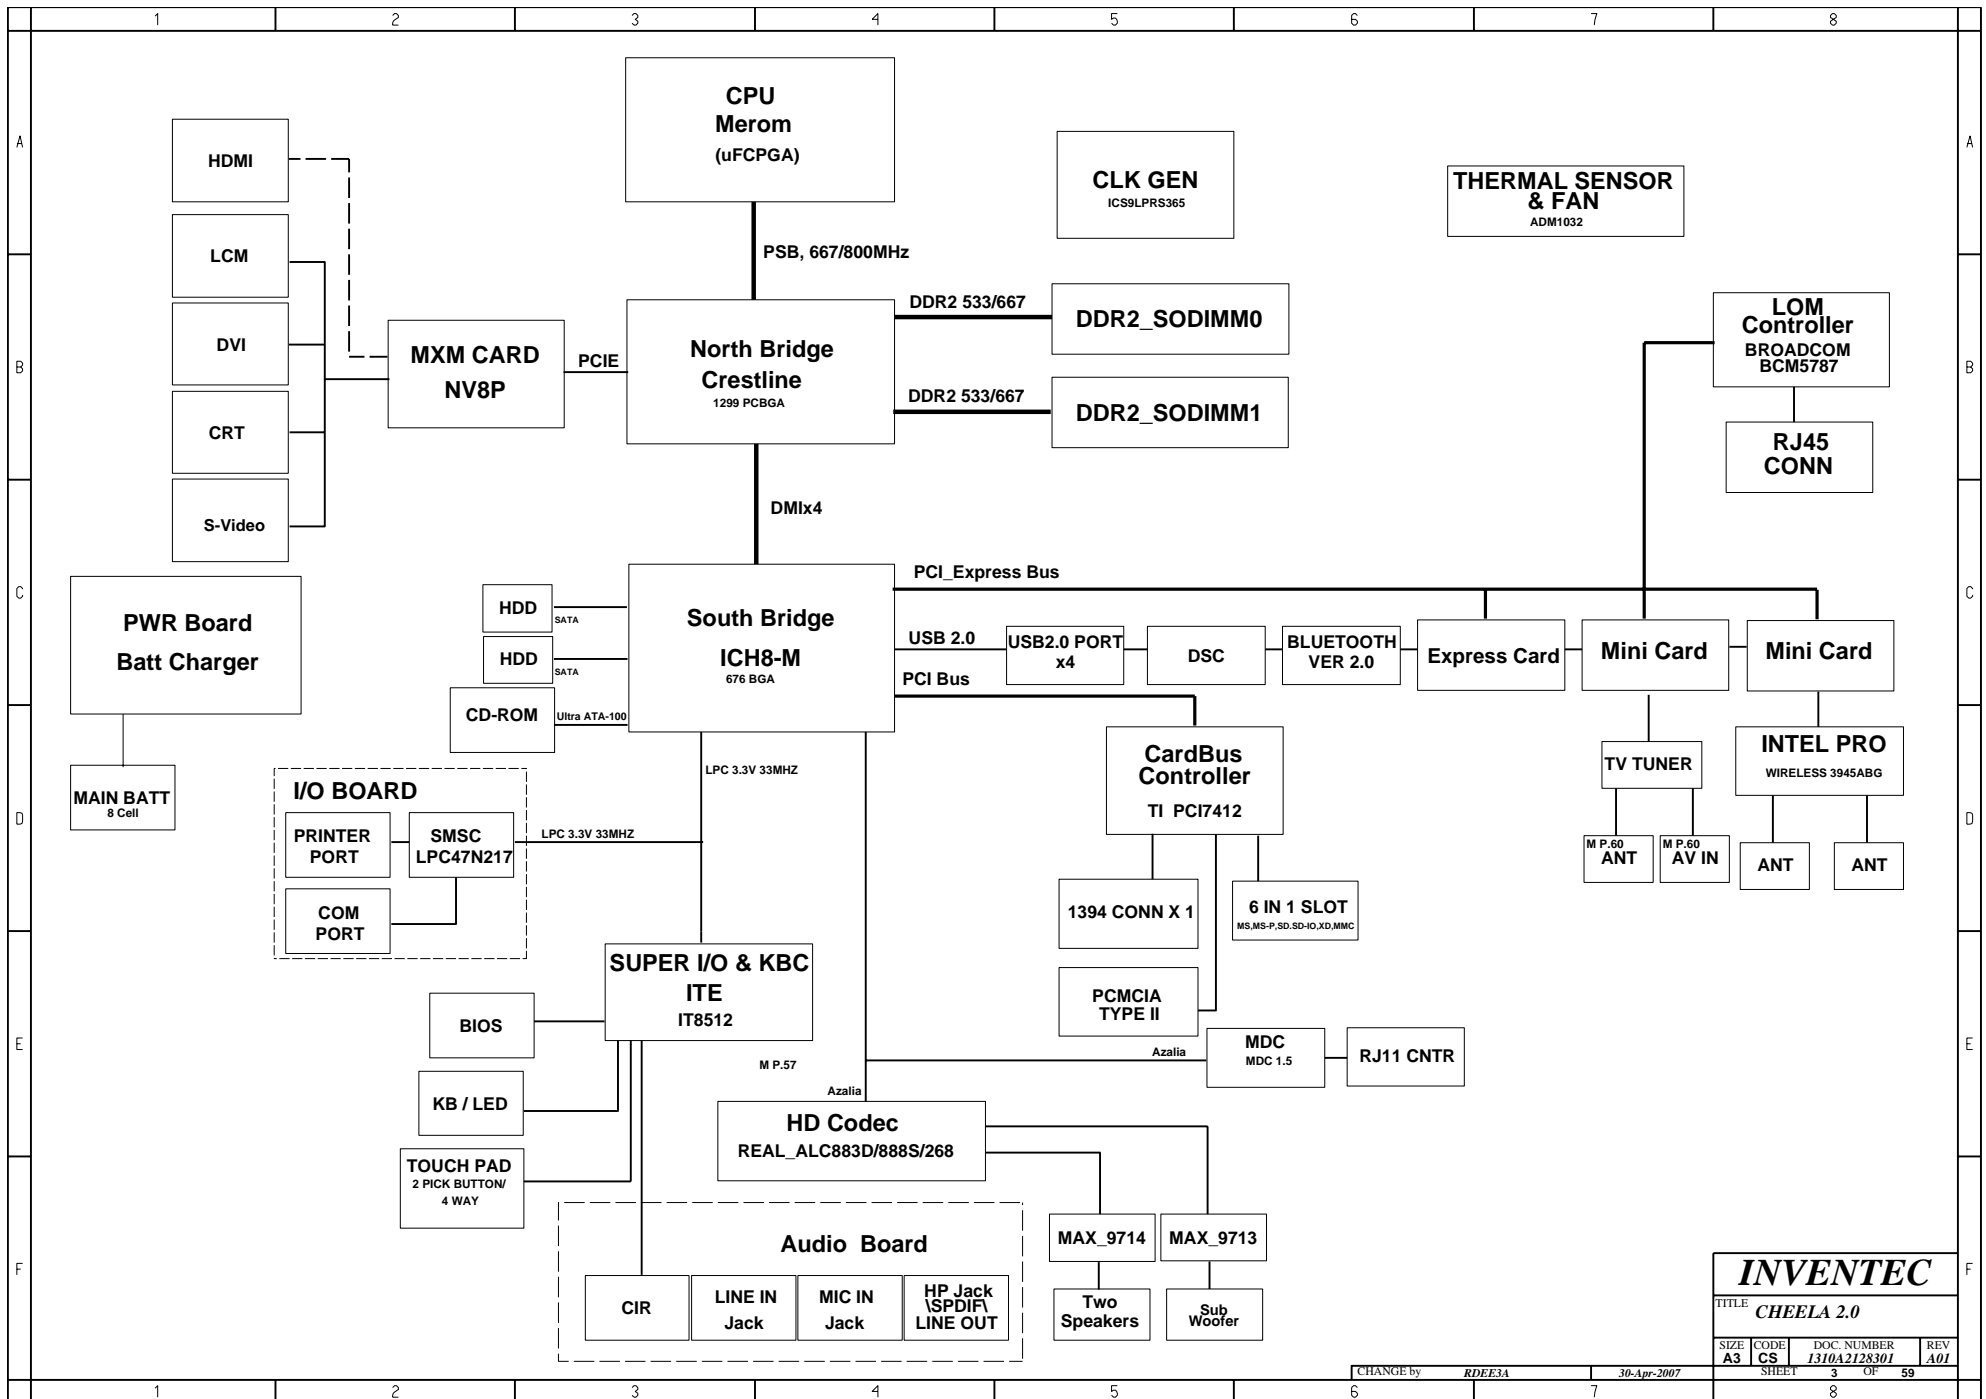 1 2 3 4 5 6 7 8
A
B
C
D
E
F
CPU
Merom
(uFCPGA)
HDMI
LCM
DVI
CRT
S-Video
CLK GEN
ICS9LPRS365
THERMAL SENSOR
& FAN
ADM1032
PSB, 667/800MHz
MXM CARD
NV8P
PCIE
North Bridge
Crestline
1299 PCBGA
DDR2 533/667
DDR2_SODIMM0
DDR2 533/667
DDR2_SODIMM1
LOM
Controller
BROADCOM
BCM5787
RJ45
CONN
DMIx4
PWR Board
Batt Charger
MAIN BATT
8 Cell
HDD
SATA
HDD
SATA
CD-ROM
Ultra ATA-100
South Bridge
ICH8-M
676 BGA
PCI_Express Bus
USB 2.0
PCI Bus
USB2.0 PORT
x4
DSC
BLUETOOTH
VER 2.0
Express Card
Mini Card
Mini Card
TV TUNER
M P.60
ANT
M P.60
AV IN
INTEL PRO
WIRELESS 3945ABG
ANT
ANT
LPC 3.3V 33MHZ
I/O BOARD
PRINTER
PORT
SMSC
LPC47N217
COM
PORT
LPC 3.3V 33MHZ
CardBus
Controller
TI PCI7412
1394 CONN X 1
6 IN 1 SLOT
MS,MS-P,SD.SD-IO,XD,MMC
PCMCIA
TYPE II
SUPER I/O & KBC
ITE
IT8512
BIOS
KB / LED
TOUCH PAD
2 PICK BUTTON/
4 WAY
M P.57
Azalia
Azalia
MDC
MDC 1.5
RJ11 CNTR
HD Codec
REAL_ALC883D/888S/268
Audio Board
CIR
LINE IN
Jack
MIC IN
Jack
HP Jack
\SPDIF\
LINE OUT
MAX_9714
MAX_9713
Two
Speakers
Sub
Woofer
INVENTEC
TITLE CHEELA 2.0
SIZE CODE DOC. NUMBER REV
A3 CS 1310A2128301 A01
CHANGE by RDEE3A 30-Apr-2007 SHEET 3 OF 59
A
B
C
D
E
F
1 2 3 4 5 6 7 8